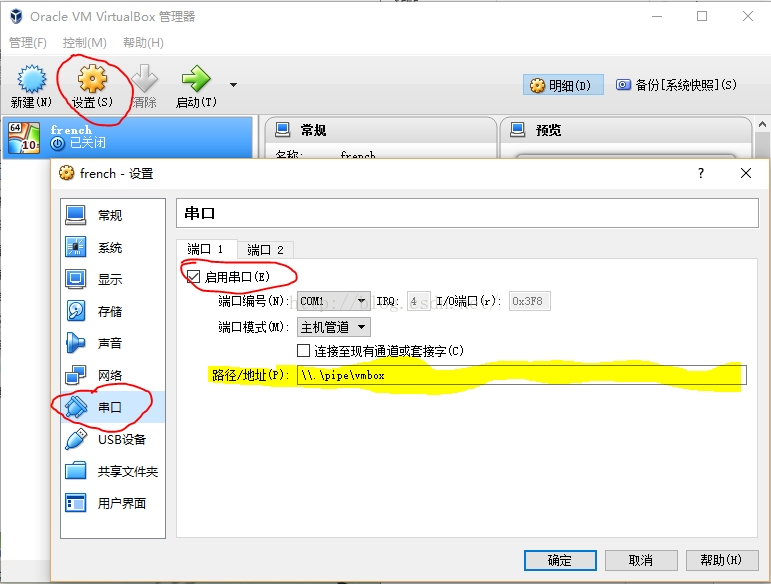 Oracle VM VirtualBox 管理器
管理(F) 控制(M) 帮助(H)
新建(N) 设置(S) 清除 启动(T) 明细(D) 备份[系统快照](S)
64
10
french
已关闭
常规
预览
名称: french
french - 设置
?
常规
系统
显示
存储
声音
网络
串口
USB设备
共享文件夹
用户界面
串口
端口 1 端口 2
启用串口(E)
端口编号(N): COM1 IRQ: 4 I/O端口(r): 0x3F8
端口模式(M): 主机管道
连接至现有通道或套接字(C)
路径/地址(P): \\.\pipe\vmbox
确定 取消 帮助(H)